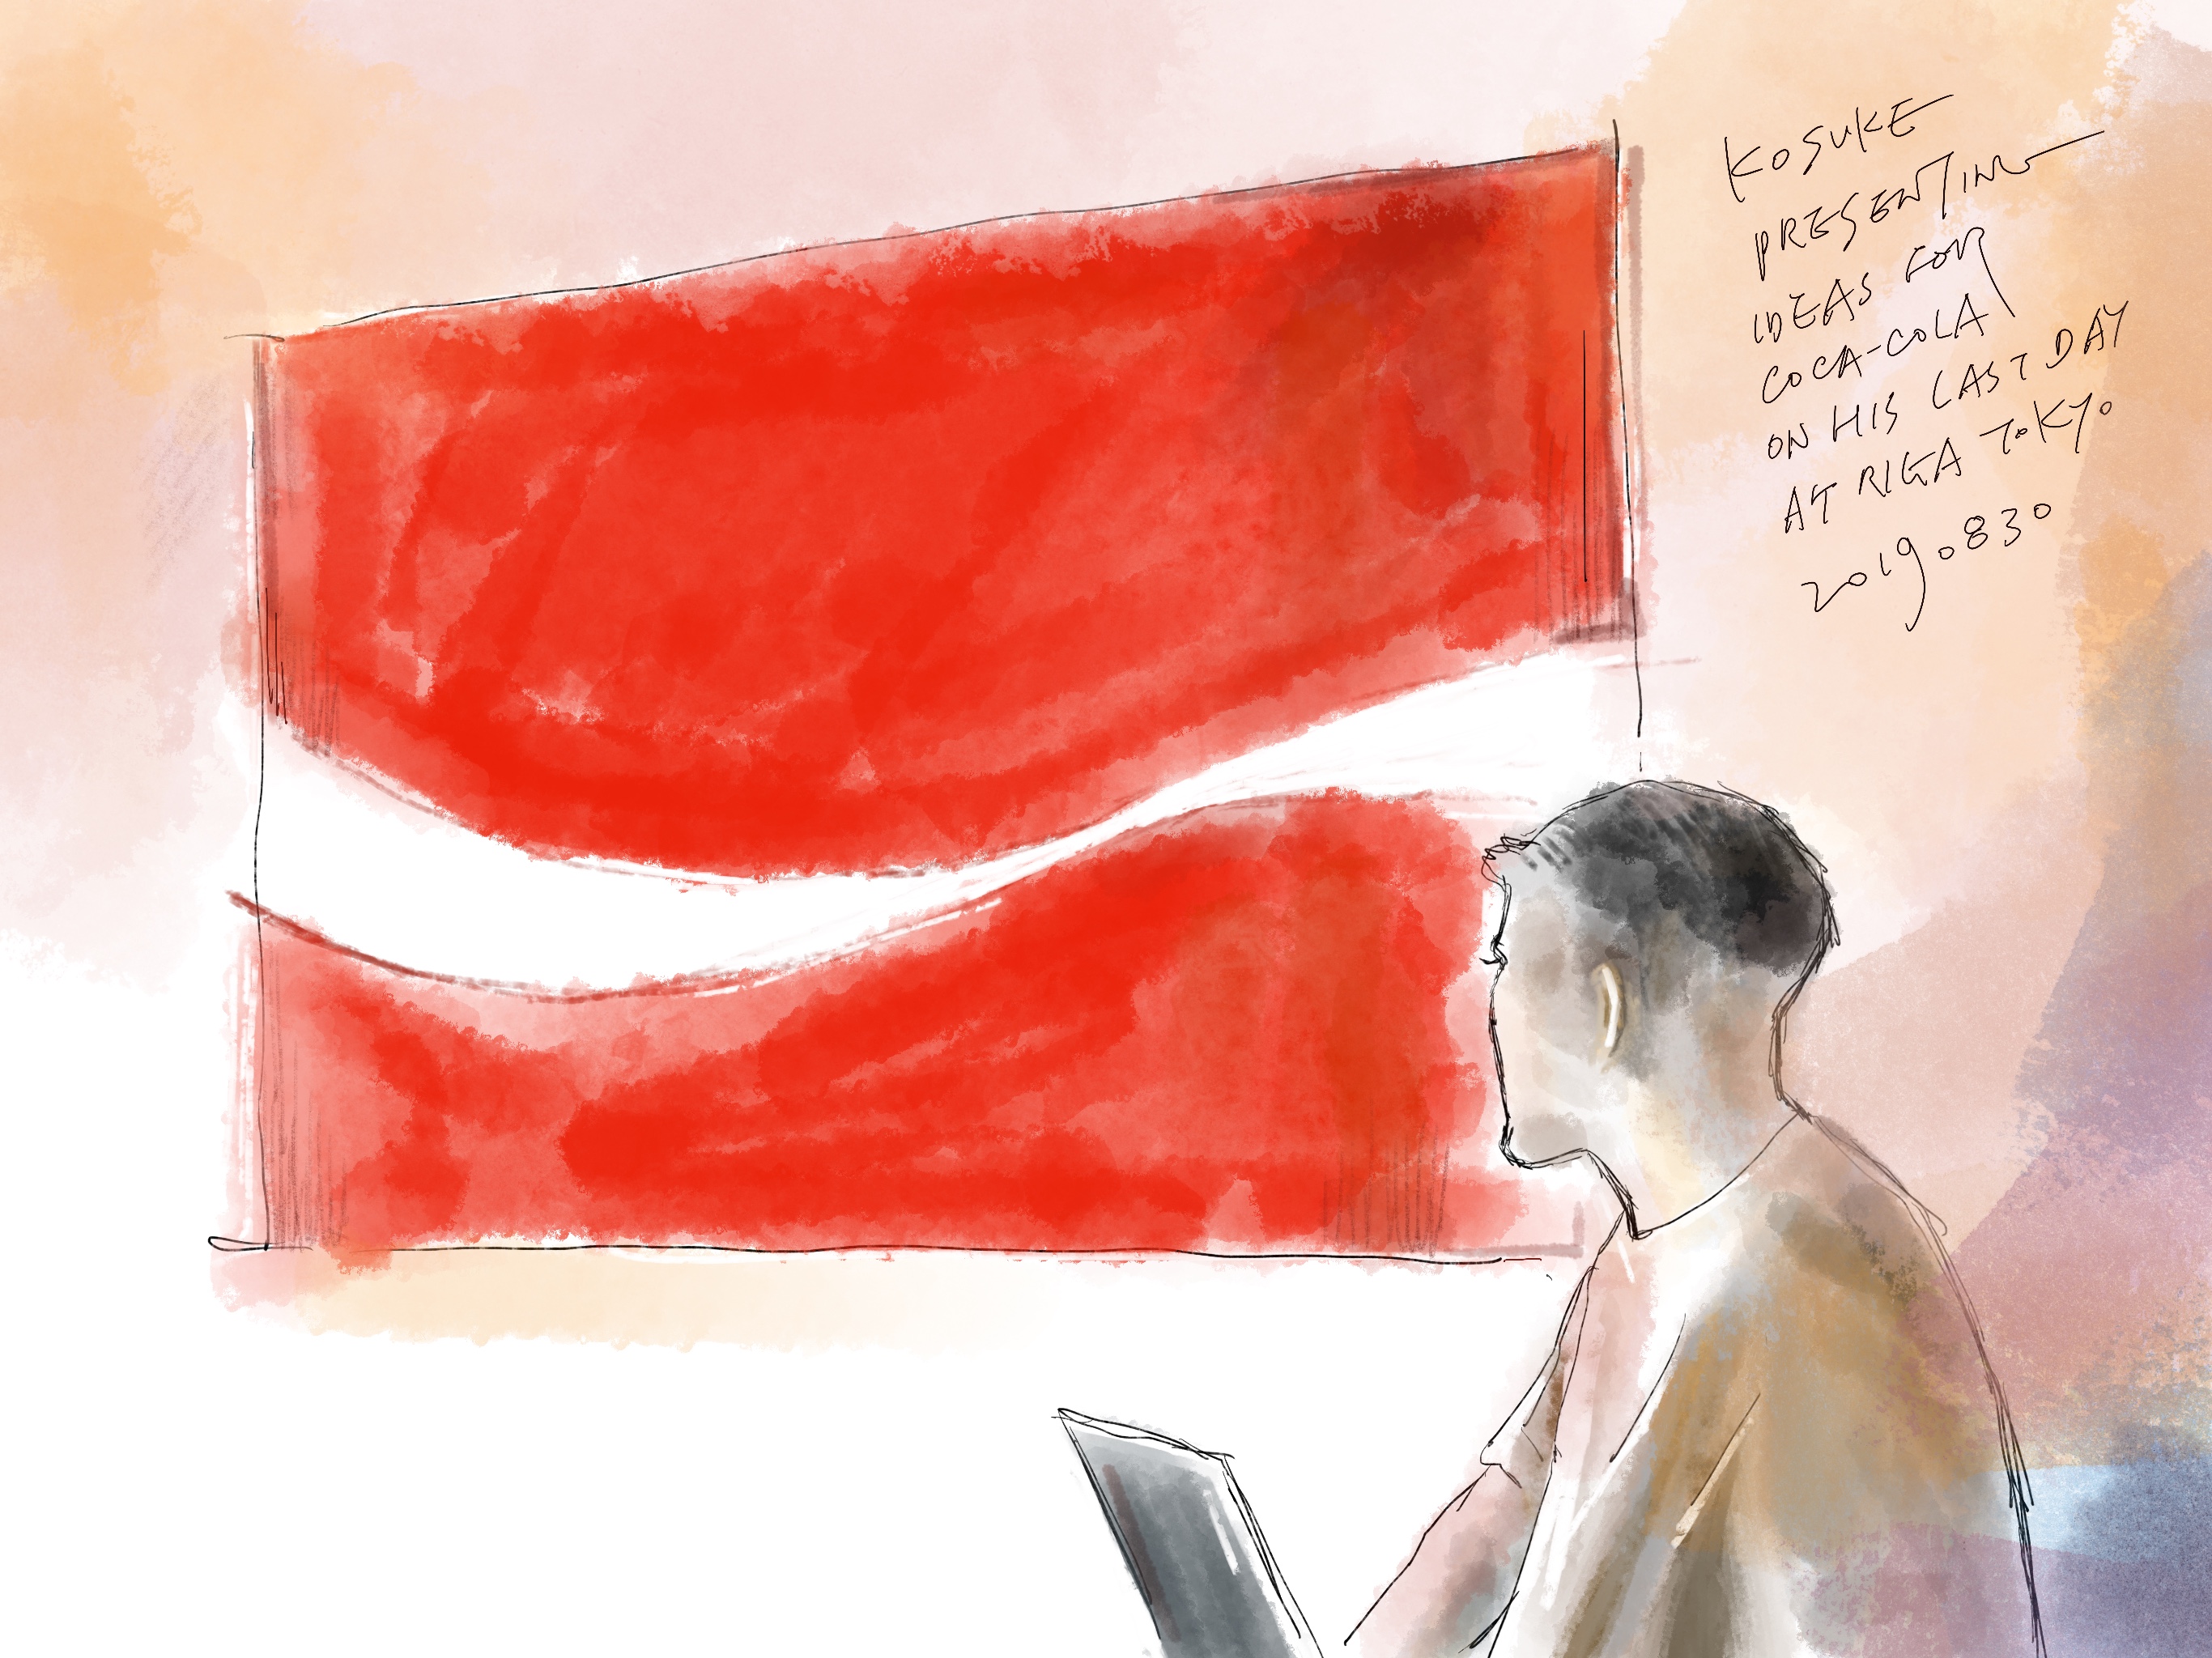 KOSUKE
PRESENTING
IDEAS FOR
COCA-COLA
ON HIS LAST DAY
AT RIGA TOKYO
20190830